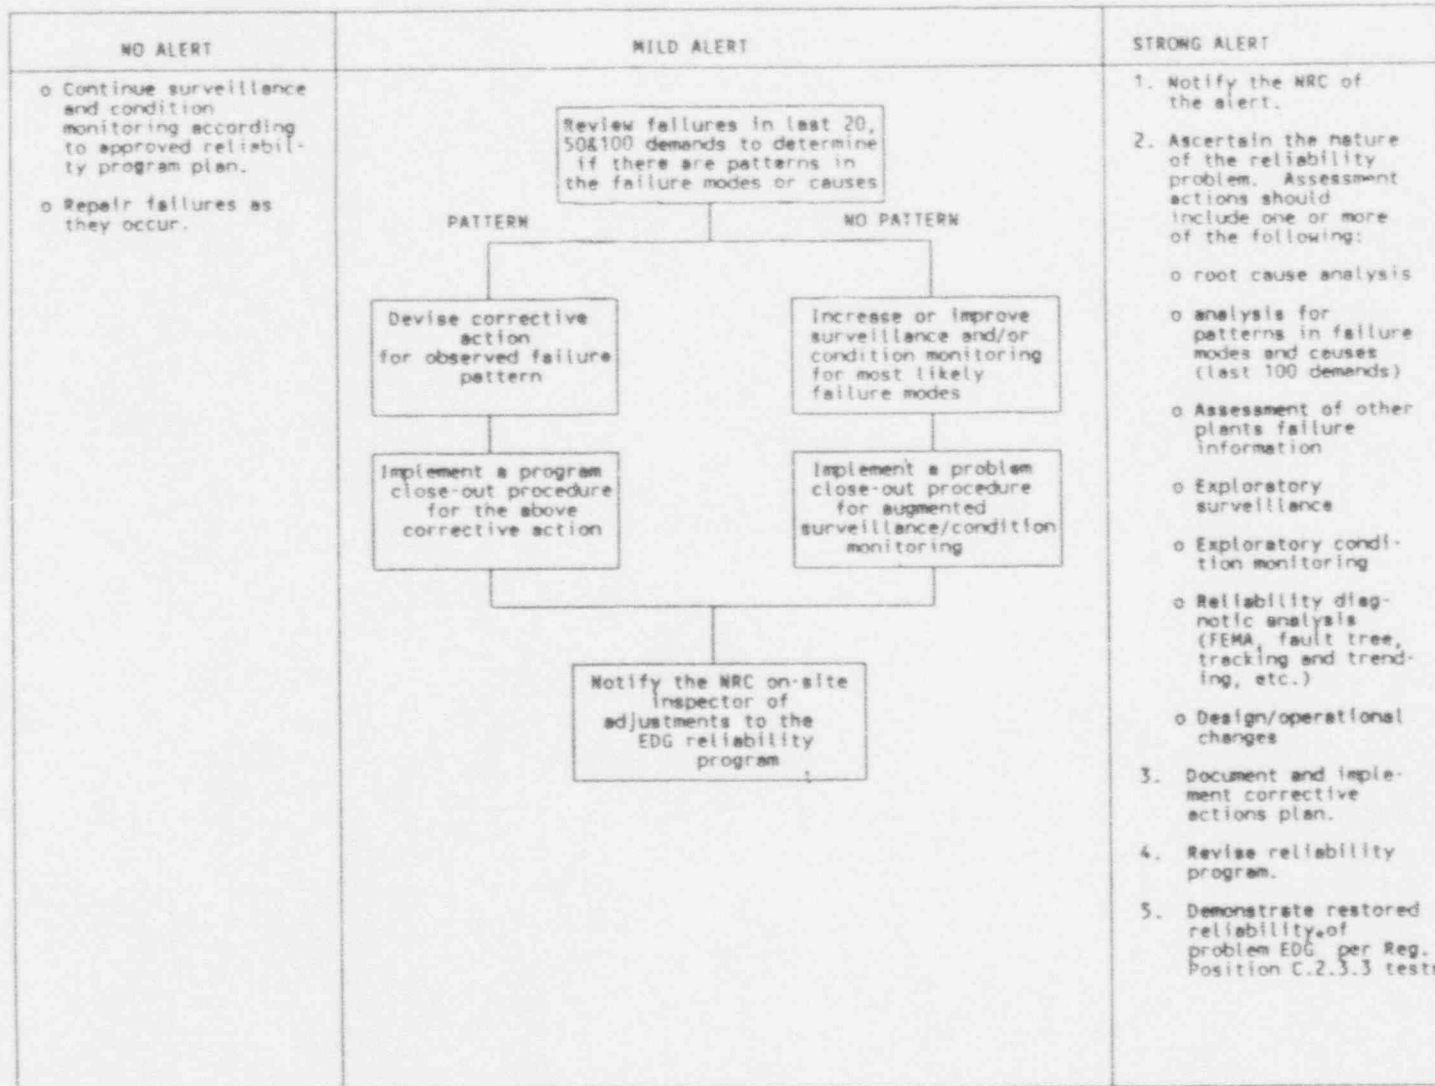 NO ALERT
o Continue surveillance
and condition
monitoring according
to approved reliabil-
ty program plan.
o Repair failures as
they occur.
MILD ALERT
Review failures in last 20,
50&100 demands to determine
if there are patterns in
the failure modes or causes
PATTERN
NO PATTERN
Devise corrective
action
for observed failure
pattern
Increase or improve
surveillance and/or
condition monitoring
for most likely
failure modes
Implement a program
close-out procedure
for the above
corrective action
Implement a problem
close-out procedure
for augmented
surveillance/condition
monitoring
Notify the NRC on-site
inspector of
adjustments to the
EDG reliability
program
STRONG ALERT
1. Notify the NRC of
the alert.
2. Ascertain the nature
of the reliability
problem. Assessment
actions should
include one or more
of the following:
o root cause analysis
o analysis for
patterns in failure
modes and causes
(last 100 demands)
o Assessment of other
plants failure
information
o Exploratory
surveillance
o Exploratory condi-
tion monitoring
o Reliability diag-
notic analysis
(FEMA, fault tree,
tracking and trend-
ing, etc.)
o Design/operational
changes
3. Document and imple-
ment corrective
actions plan.
4. Revise reliability
program.
5. Demonstrate restored
reliability of
problem EDG per Reg.
Position C.2.3.3 tests